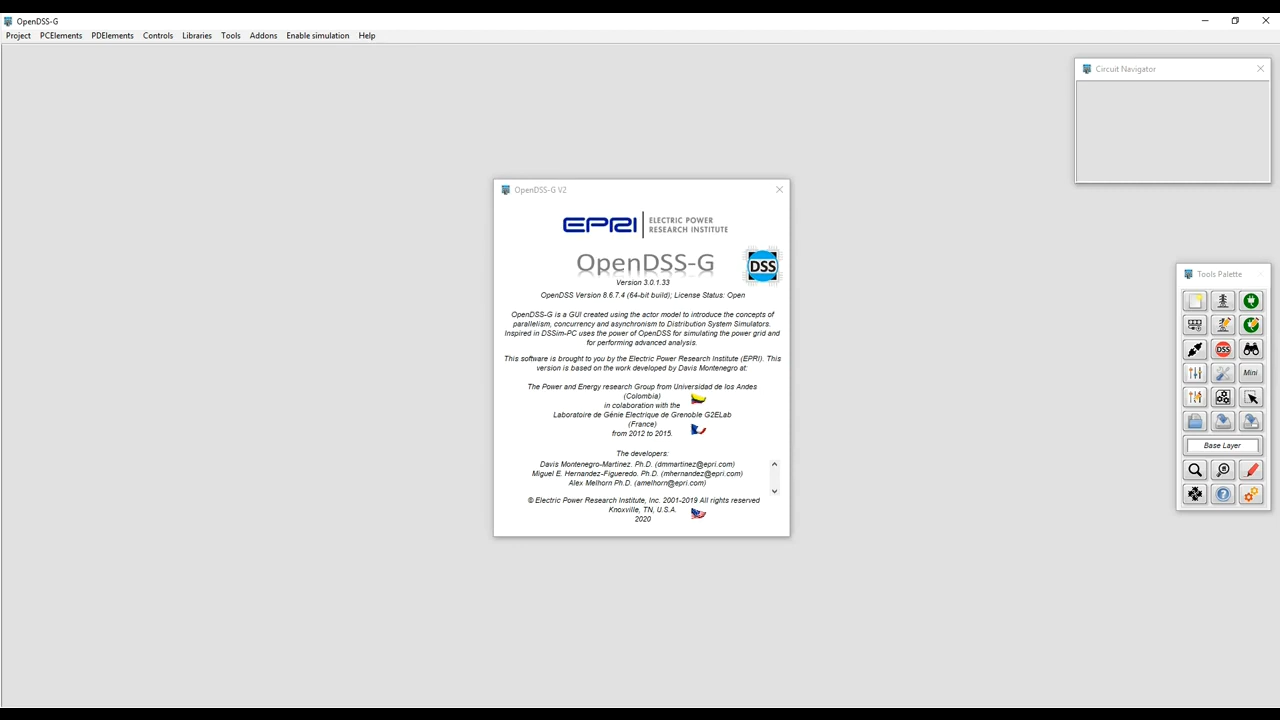 OpenDSS-G
Project PCElements PDElements Controls Libraries Tools Addons Enable simulation Help
Circuit Navigator
OpenDSS-G V2
EPRI ELECTRIC POWER
RESEARCH INSTITUTE
OpenDSS-G
DSS
Version 3.0.1.33
OpenDSS Version 8.6.7.4 (64-bit build); License Status: Open
OpenDSS-G is a GUI created using the actor model to introduce the concepts of
parallelism, concurrency and asynchronism to Distribution System Simulators.
Inspired in DSSim-PC uses the power of OpenDSS for simulating the power grid and
for performing advanced analysis.
This software is brought to you by the Electric Power Research Institute (EPRI). This
version is based on the work developed by Davis Montenegro at:
The Power and Energy research Group from Universidad de los Andes
(Colombia)
in colaboration with the
Laboratoire de Génie Electrique de Grenoble G2ELab
(France)
from 2012 to 2015.
The developers:
Davis Montenegro-Martinez. Ph.D. (dmmartinez@epri.com)
Miguel E. Hernandez-Figueredo. Ph.D. (mhernandez@epri.com)
Alex Melhorn Ph.D. (amelhorn@epri.com)
© Electric Power Research Institute, Inc. 2001-2019 All rights reserved
Knoxville, TN, U.S.A.
2020
Tools Palette
DSS
Mini
Base Layer